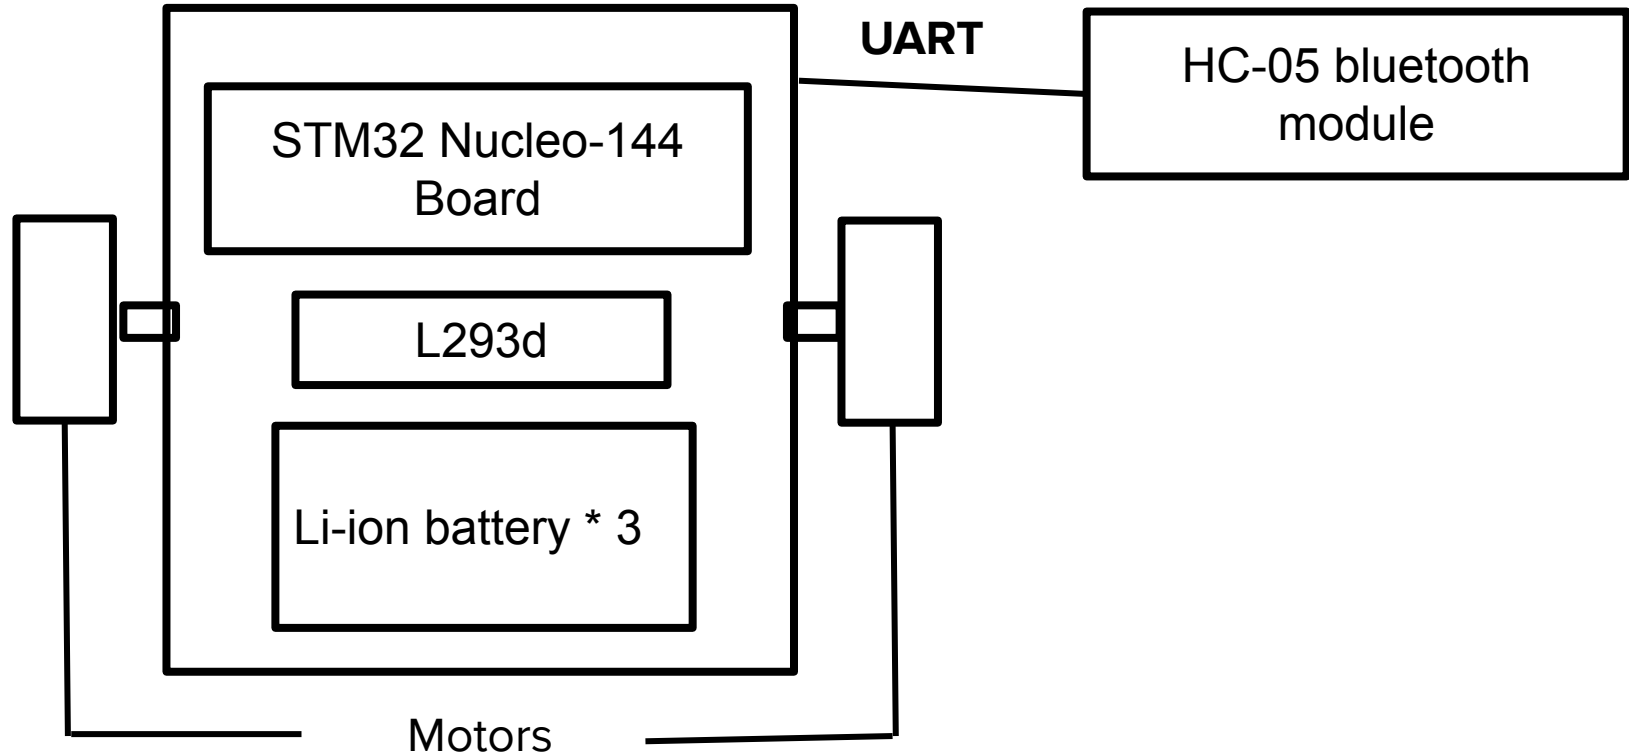 UART
HC-05 bluetooth
module
STM32 Nucleo-144
Board
L293d
Li-ion battery * 3
Motors